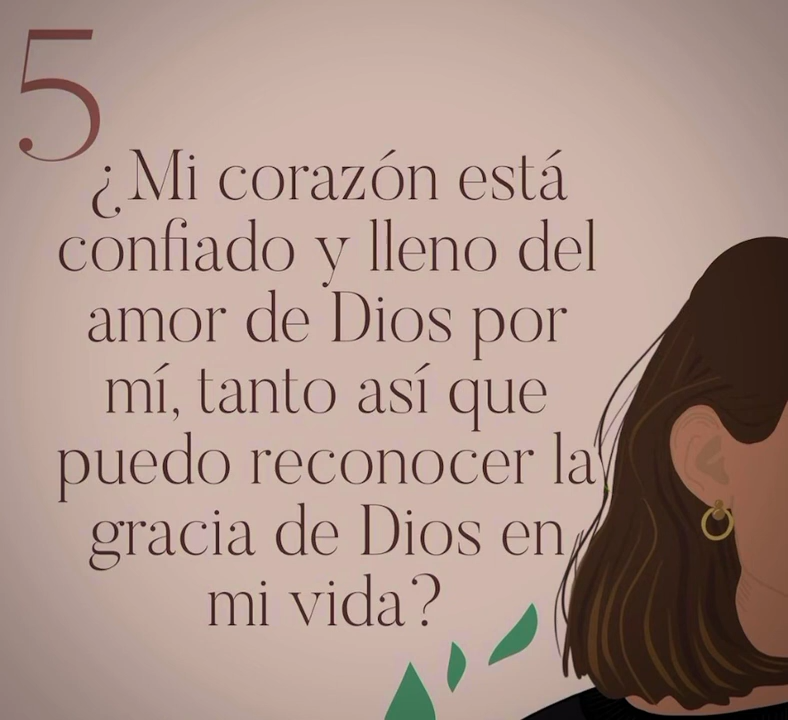 5
¿Mi corazón está
confiado y lleno del
amor de Dios por
mí, tanto así que
puedo reconocer la
gracia de Dios en
mi vida?